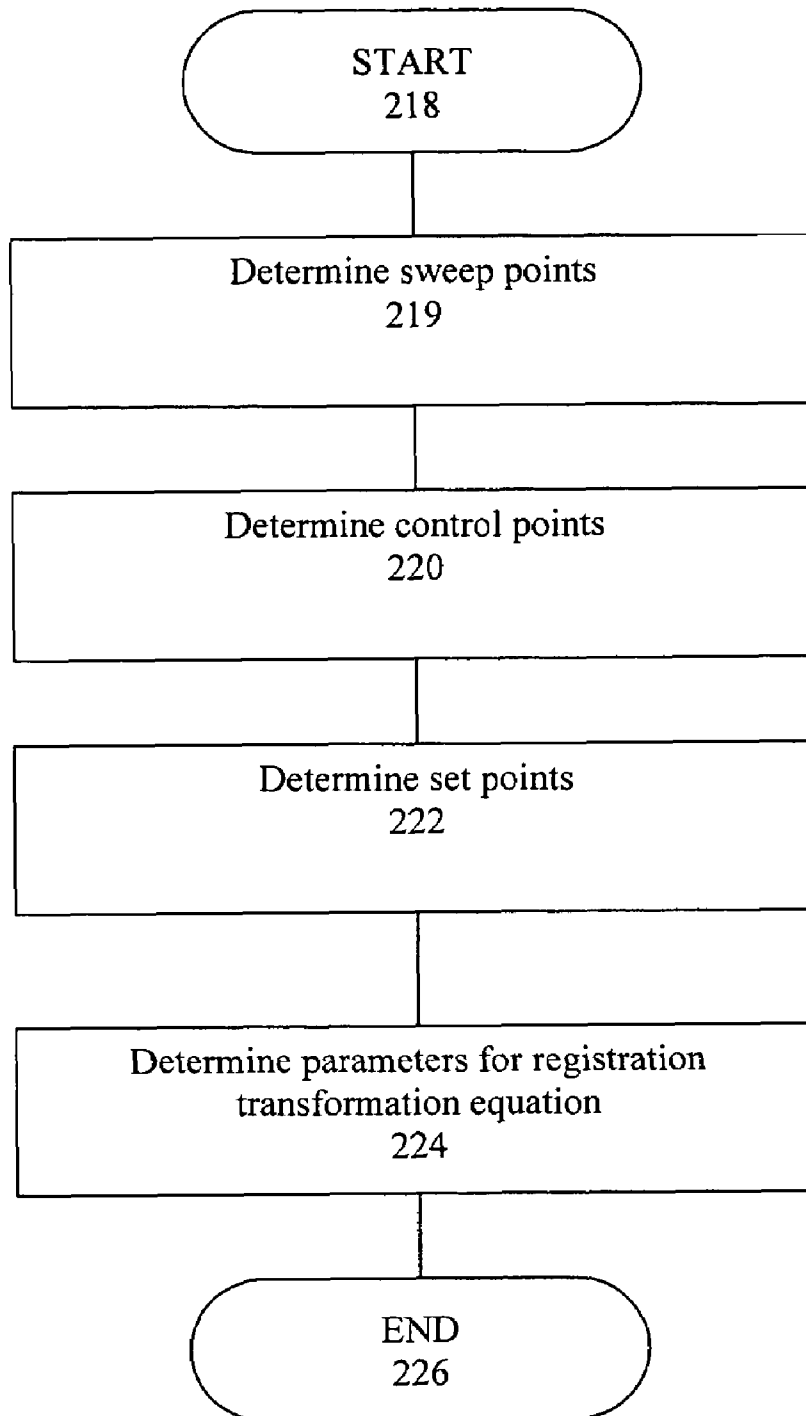 START
218
Determine sweep points
219
Determine control points
220
Determine set points
222
Determine parameters for registration
transformation equation
224
END
226